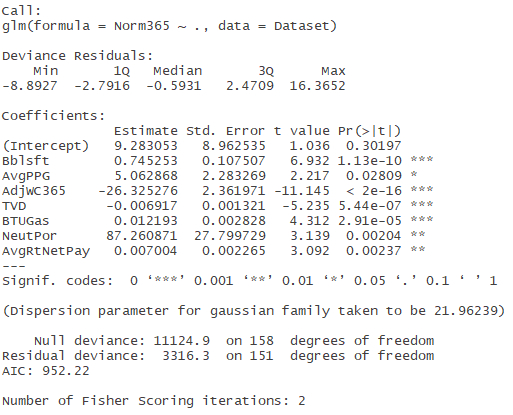 Call:
glm(formula = Norm365 ~ ., data = Dataset)
Deviance Residuals:
    Min      1Q  Median      3Q     Max
-8.8927 -2.7916 -0.5931  2.4709 16.3652
Coefficients:
              Estimate Std. Error t value Pr(>|t|)
(Intercept)   9.283053   8.962535   1.036  0.30197
Bblsft        0.745253   0.107507   6.932 1.13e-10 ***
AvgPPG        5.062868   2.283269   2.217  0.02809 *
AdjWC365    -26.325276   2.361971 -11.145  < 2e-16 ***
TVD          -0.006917   0.001321  -5.235 5.44e-07 ***
BTUGas        0.012193   0.002828   4.312 2.91e-05 ***
NeutPor      87.260871  27.799729   3.139  0.00204 **
AvgRtNetPay   0.007004   0.002265   3.092  0.00237 **
---
Signif. codes:  0 ‘***’ 0.001 ‘**’ 0.01 ‘*’ 0.05 ‘.’ 0.1 ‘ ’ 1
(Dispersion parameter for gaussian family taken to be 21.96239)
    Null deviance: 11124.9  on 158  degrees of freedom
Residual deviance:  3316.3  on 151  degrees of freedom
AIC: 952.22
Number of Fisher Scoring iterations: 2